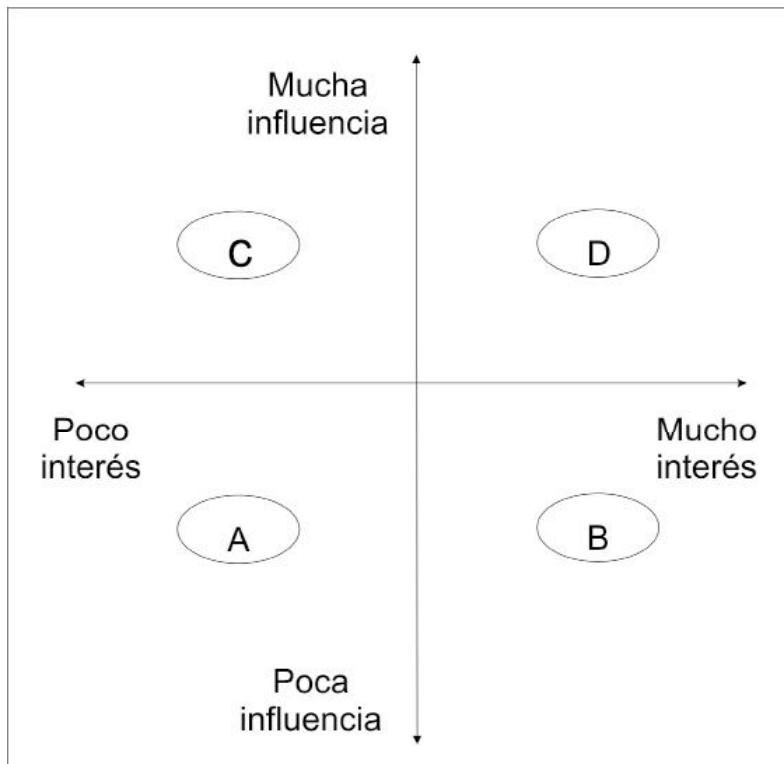 Mucha
influencia
C
D
Poco
interés
Mucho
interés
A
B
Poca
influencia